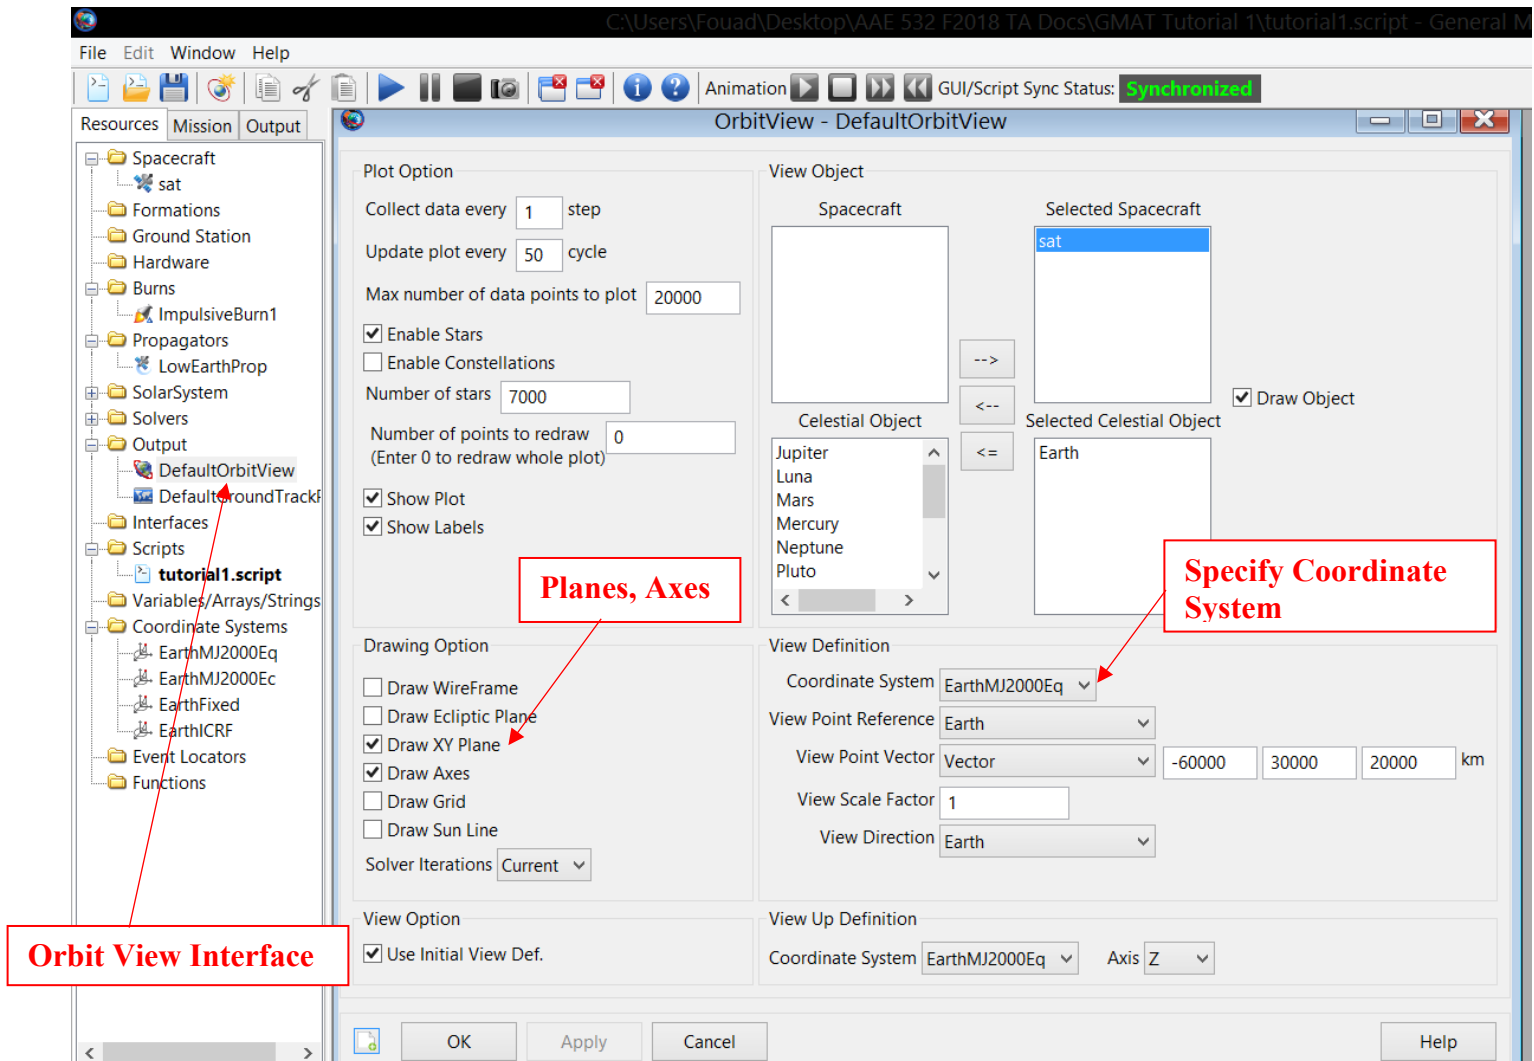 C:\Users\Fouad\Desktop\AAE 532 F2018 TA Docs\GMAT Tutorial 1\tutorial1.script - General M
File Edit Window Help
Animation GUI/Script Sync Status: Synchronized
Resources Mission Output
Spacecraft
sat
Formations
Ground Station
Hardware
Burns
ImpulsiveBurn1
Propagators
LowEarthProp
SolarSystem
Solvers
Output
DefaultOrbitView
DefaultGroundTrackP
Interfaces
Scripts
tutorial1.script
Variables/Arrays/Strings
Coordinate Systems
EarthMJ2000Eq
EarthMJ2000Ec
EarthFixed
EarthICRF
Event Locators
Functions
Orbit View Interface
OrbitView - DefaultOrbitView
Plot Option
Collect data every 1 step
Update plot every 50 cycle
Max number of data points to plot 20000
Enable Stars
Enable Constellations
Number of stars 7000
Number of points to redraw 0
(Enter 0 to redraw whole plot)
Show Plot
Show Labels
Planes, Axes
View Object
Spacecraft
Selected Spacecraft
sat
-->
<--
<=
Draw Object
Celestial Object
Selected Celestial Object
Jupiter
Luna
Mars
Mercury
Neptune
Pluto
Earth
Specify Coordinate
System
Drawing Option
Draw WireFrame
Draw Ecliptic Plane
Draw XY Plane
Draw Axes
Draw Grid
Draw Sun Line
Solver Iterations Current
View Definition
Coordinate System EarthMJ2000Eq
View Point Reference Earth
View Point Vector Vector -60000 30000 20000 km
View Scale Factor 1
View Direction Earth
View Option
Use Initial View Def.
View Up Definition
Coordinate System EarthMJ2000Eq Axis Z
OK Apply Cancel Help